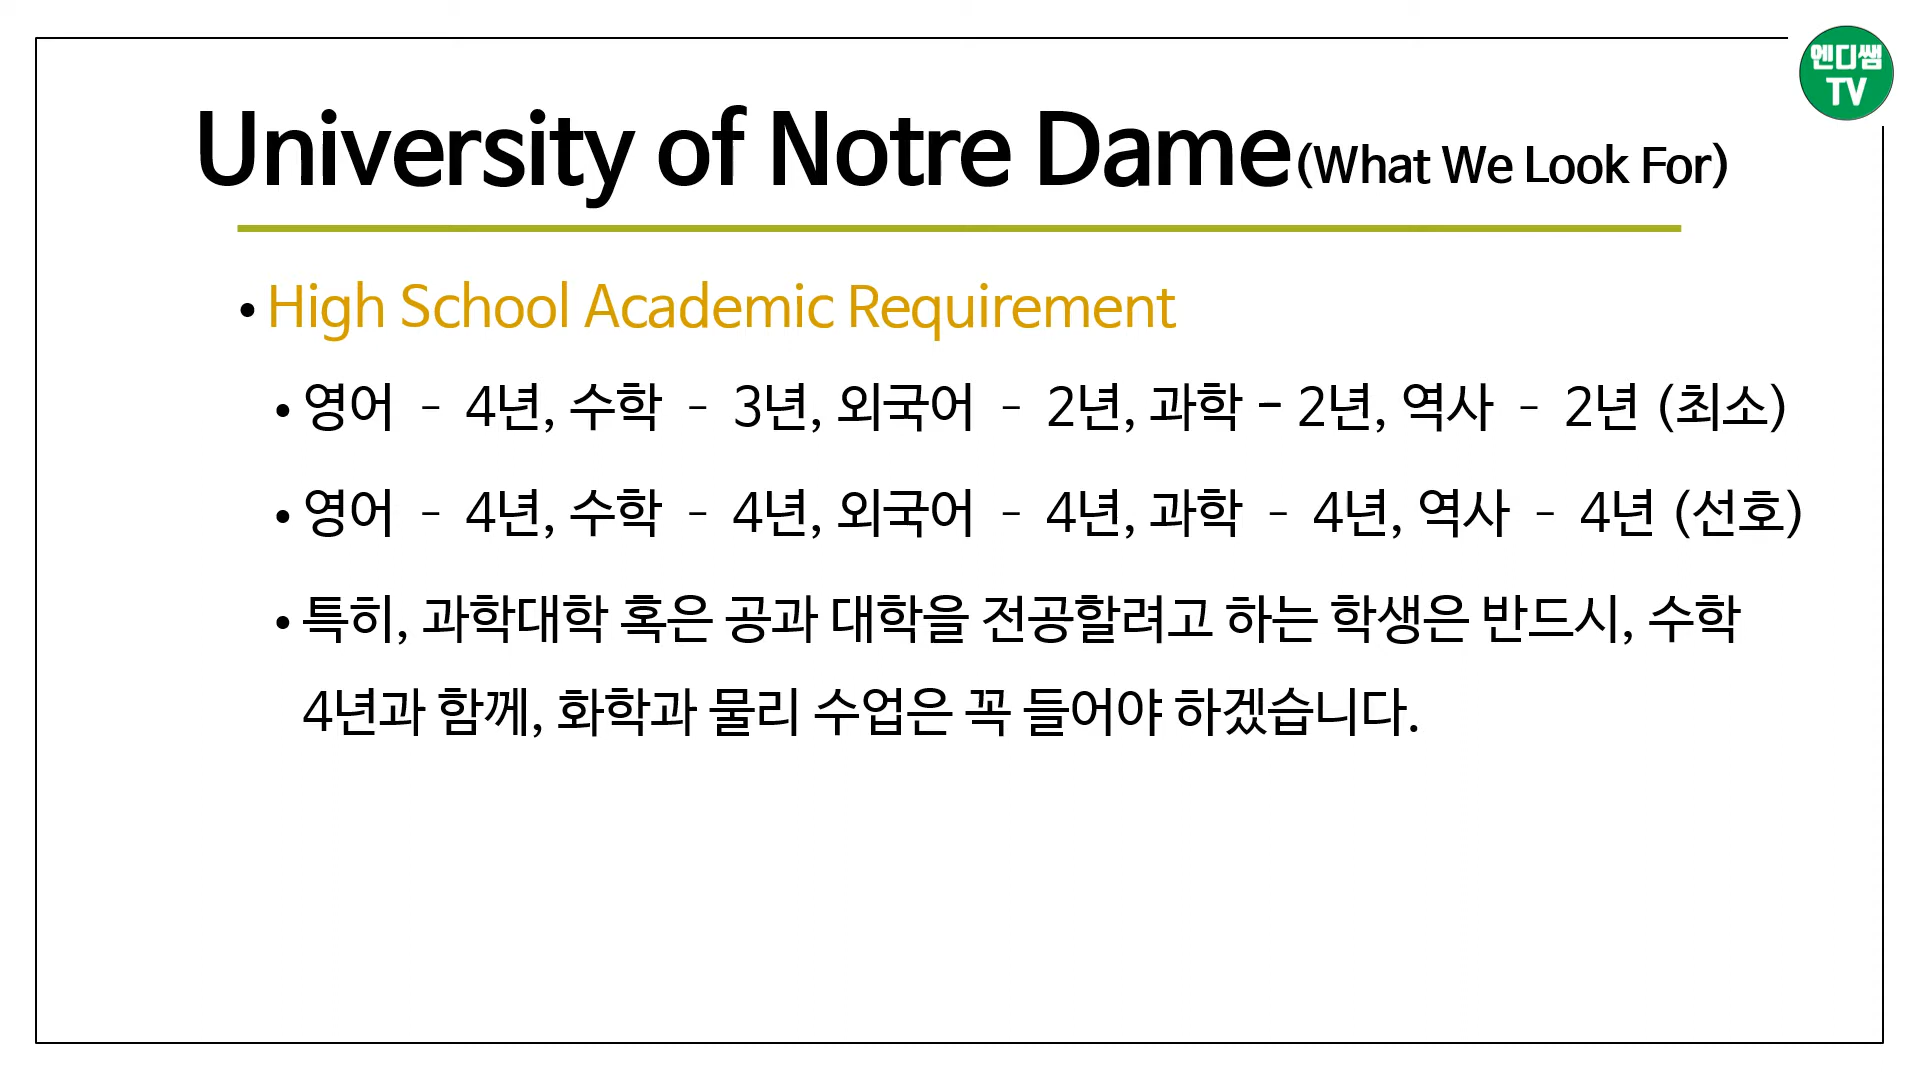 엔디쌤
TV
University of Notre Dame(What We Look For)
• High School Academic Requirement
• 영어 – 4년, 수학 – 3년, 외국어 – 2년, 과학 – 2년, 역사 – 2년 (최소)
• 영어 – 4년, 수학 – 4년, 외국어 – 4년, 과학 – 4년, 역사 – 4년 (선호)
• 특히, 과학대학 혹은 공과 대학을 전공할려고 하는 학생은 반드시, 수학
4년과 함께, 화학과 물리 수업은 꼭 들어야 하겠습니다.